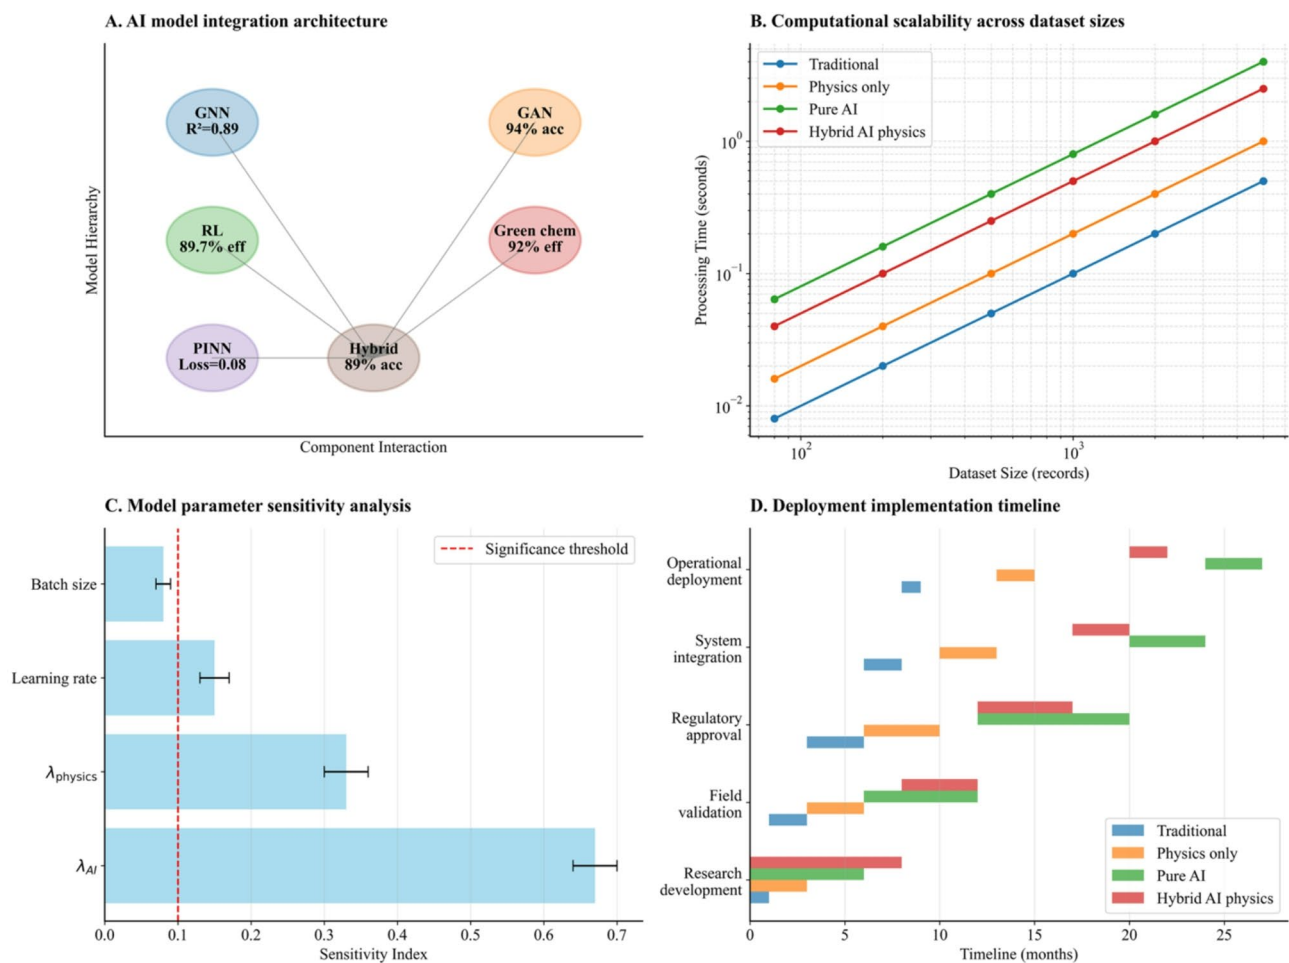 A. AI model integration architecture
Model Hierarchy
GNN
R²=0.89
GAN
94% acc
RL
89.7% eff
Green chem
92% eff
PINN
Loss=0.08
Hybrid
89% acc
Component Interaction
B. Computational scalability across dataset sizes
Traditional
Physics only
Pure AI
Hybrid AI physics
Processing Time (seconds)
10⁰
10⁻¹
10⁻²
10²
10³
Dataset Size (records)
C. Model parameter sensitivity analysis
Significance threshold
Batch size
Learning rate
λphysics
λAI
0.0
0.1
0.2
0.3
0.4
0.5
0.6
0.7
Sensitivity Index
D. Deployment implementation timeline
Operational
deployment
System
integration
Regulatory
approval
Field
validation
Research
development
Traditional
Physics only
Pure AI
Hybrid AI physics
0
5
10
15
20
25
Timeline (months)